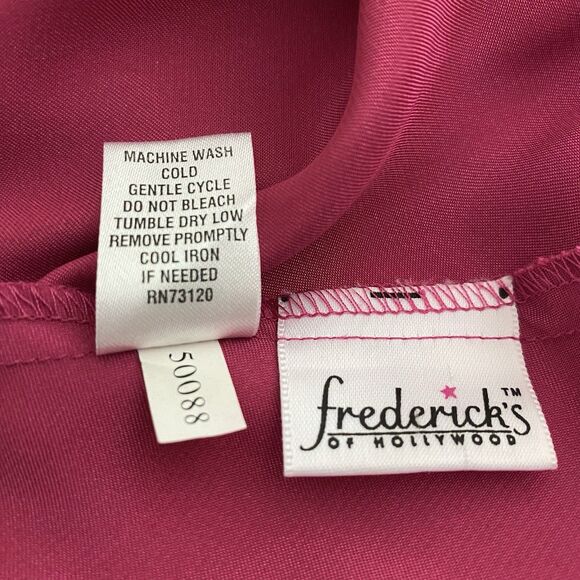 MACHINE WASH
COLD
GENTLE CYCLE
DO NOT BLEACH
TUMBLE DRY LOW
REMOVE PROMPTLY
COOL IRON
IF NEEDED
RN73120
50088
frederick's™
OF HOLLYWOOD